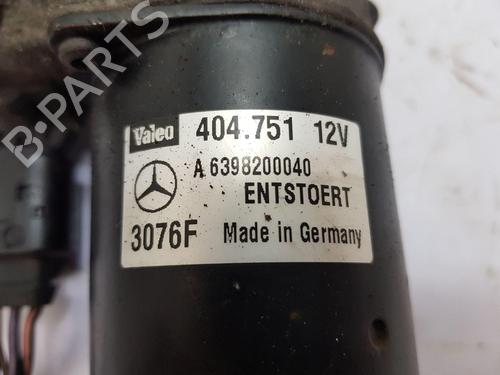 B-PARTS
Valeo 404.751 12V
A 6398200040
ENTSTOERT
3076F Made in Germany